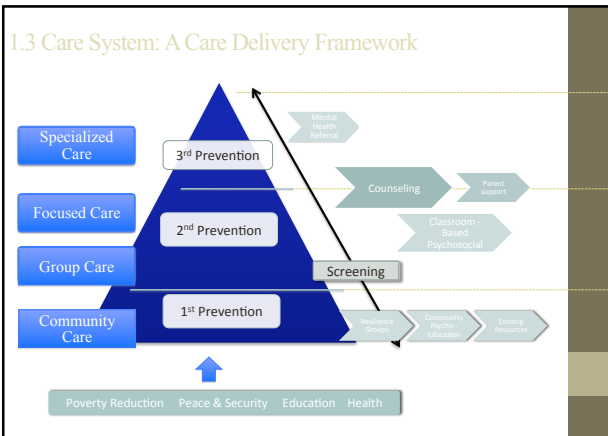 1.3 Care System: A Care Delivery Framework
Mental
Health
Referral
Specialized
Care
3rd Prevention
Counseling
Parent
support
Focused Care
2nd Prevention
Classroom -
Based
Psychosocial
Group Care
Screening
Community
Care
1st Prevention
Resilience
Groups
Community
Psycho -
Education
Existing
Resources
Poverty Reduction Peace & Security Education Health